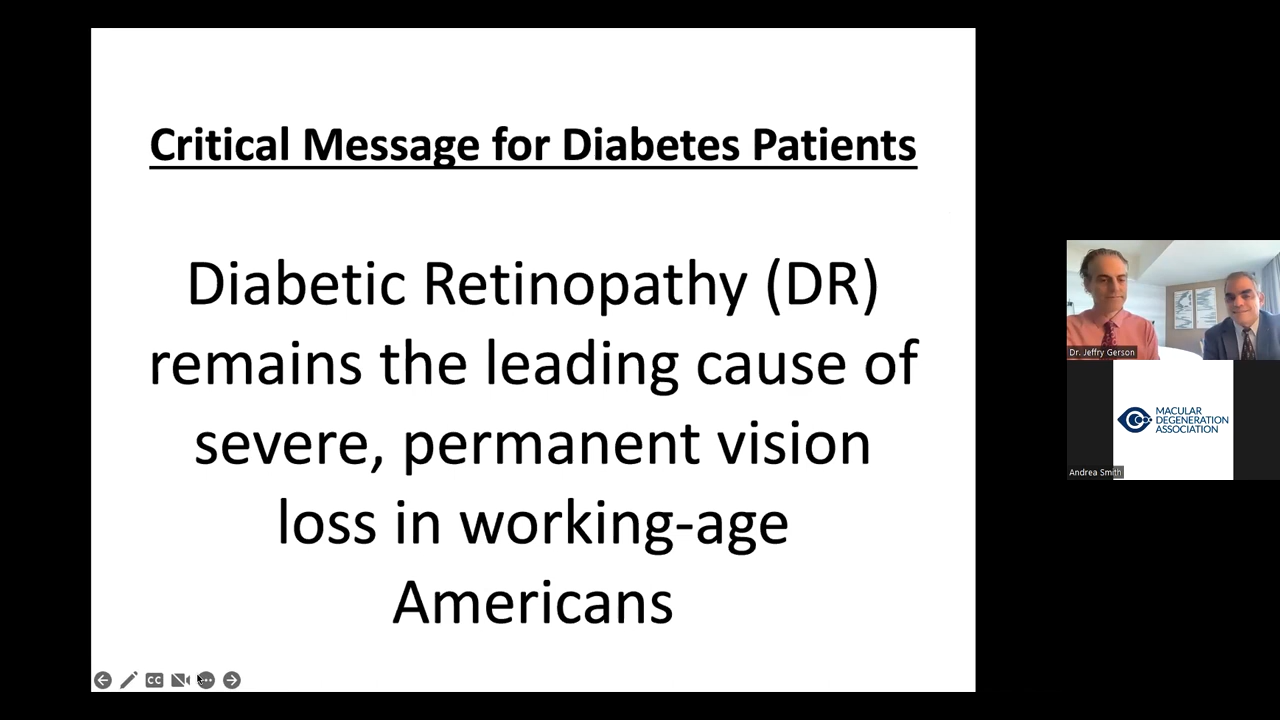 Critical Message for Diabetes Patients
Diabetic Retinopathy (DR)
remains the leading cause of
severe, permanent vision
loss in working-age
Americans
CC
Dr. Jeffry Gerson
MACULAR
DEGENERATION
ASSOCIATION
Andrea Smith